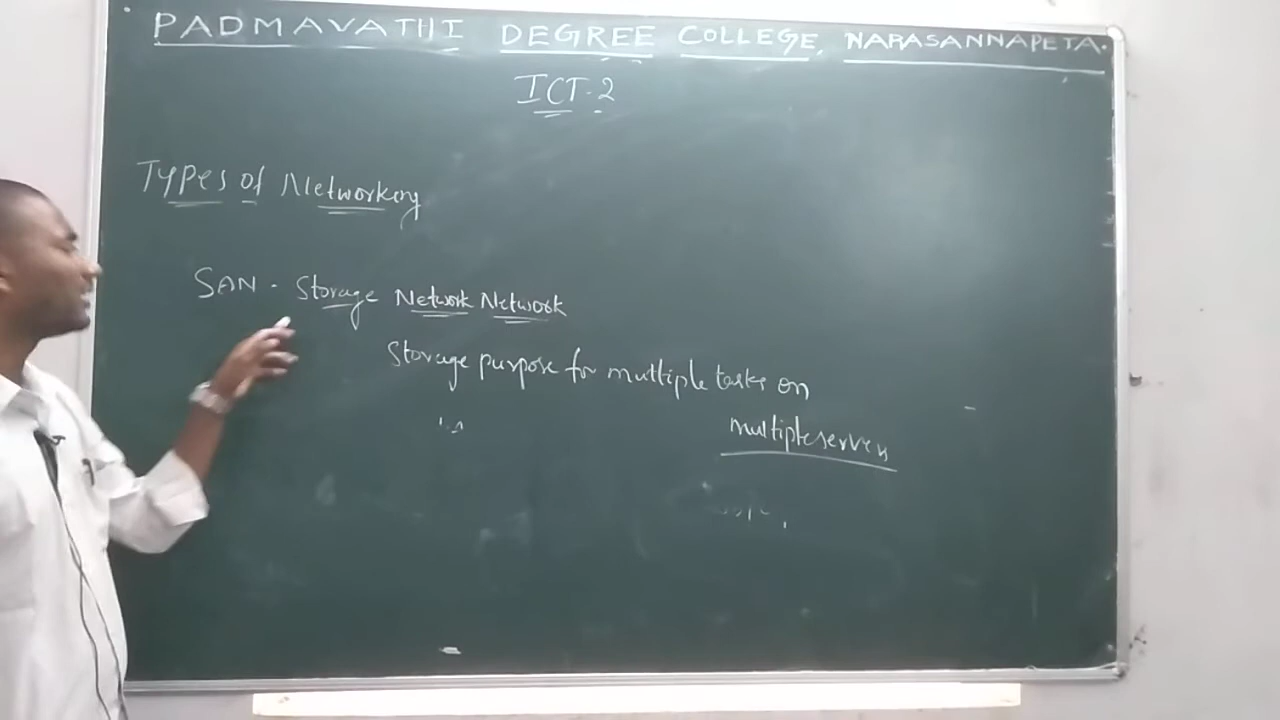 PADMAVATHI DEGREE COLLEGE, NARASANNAPETA.
ICT-2
Types of Networking
SAN - Storage Network Network
Storage purpose for multiple tasks on
multiple servers